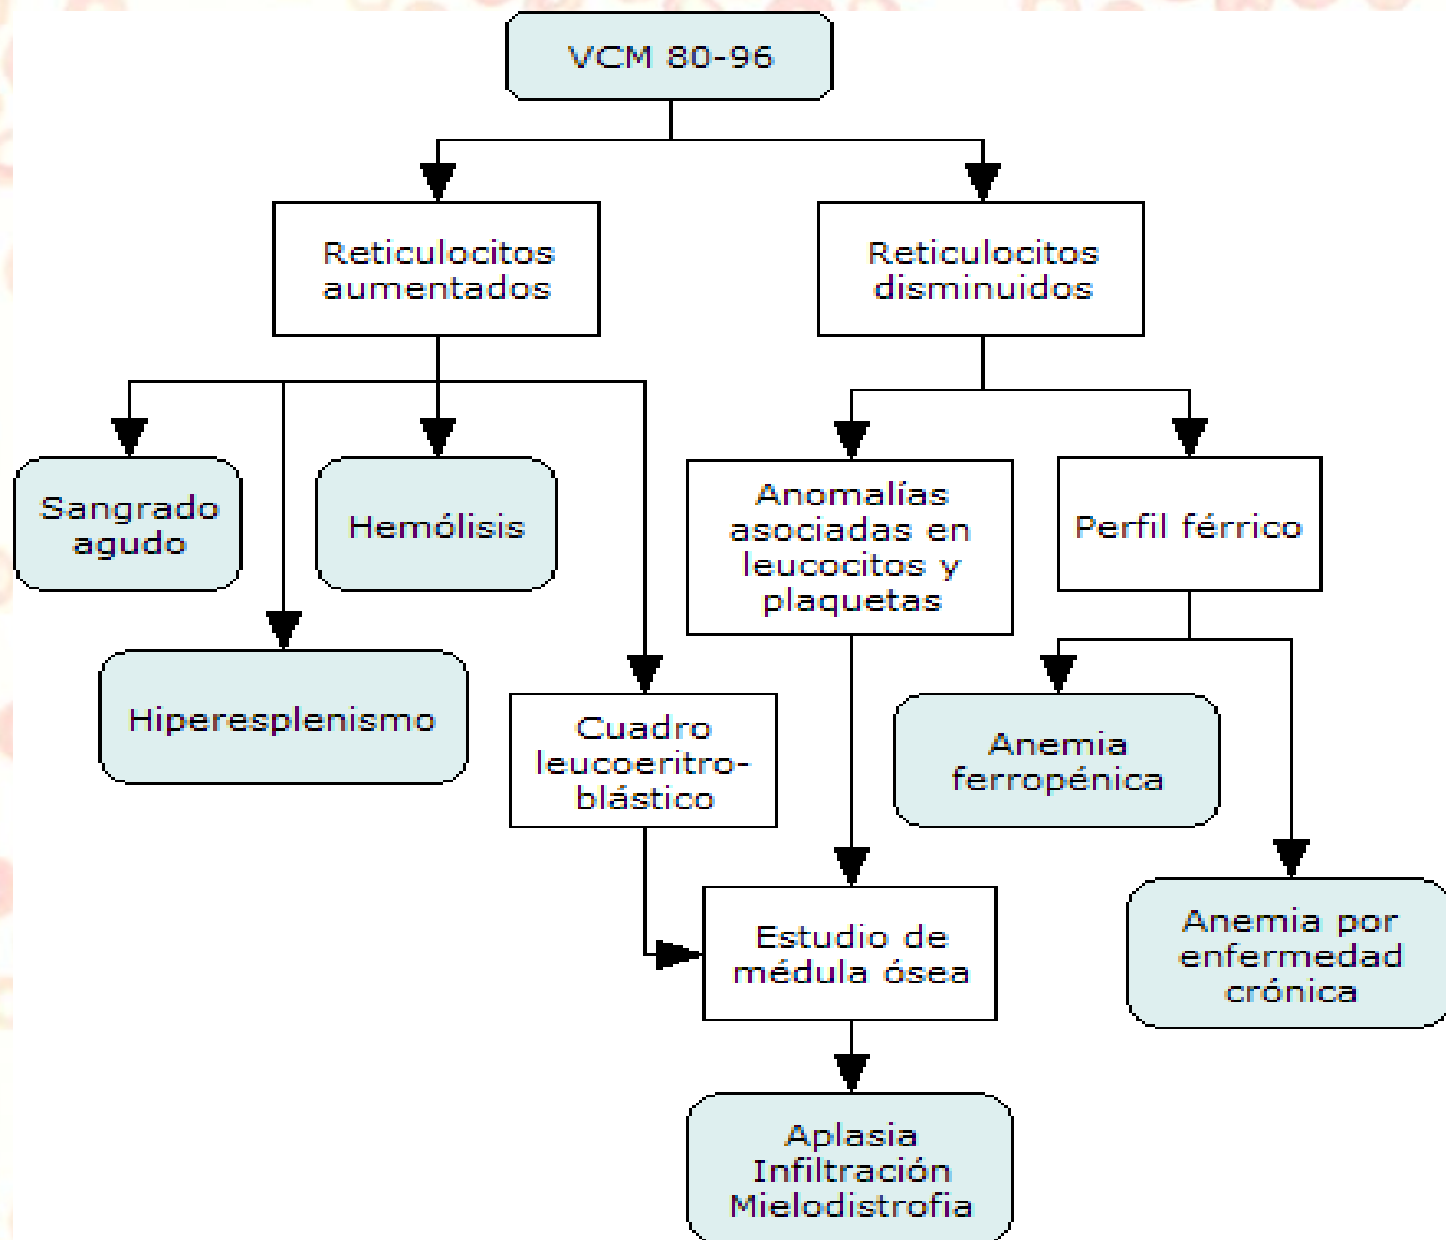 VCM 80-96
Reticulocitos
aumentados
Reticulocitos
disminuidos
Sangrado
agudo
Hemólisis
Anomalías
asociadas en
leucocitos y
plaquetas
Perfil férrico
Hiperesplenismo
Cuadro
leucoeritro-
blástico
Anemia
ferropénica
Estudio de
médula ósea
Anemia por
enfermedad
crónica
Aplasia
Infiltración
Mielodistrofia